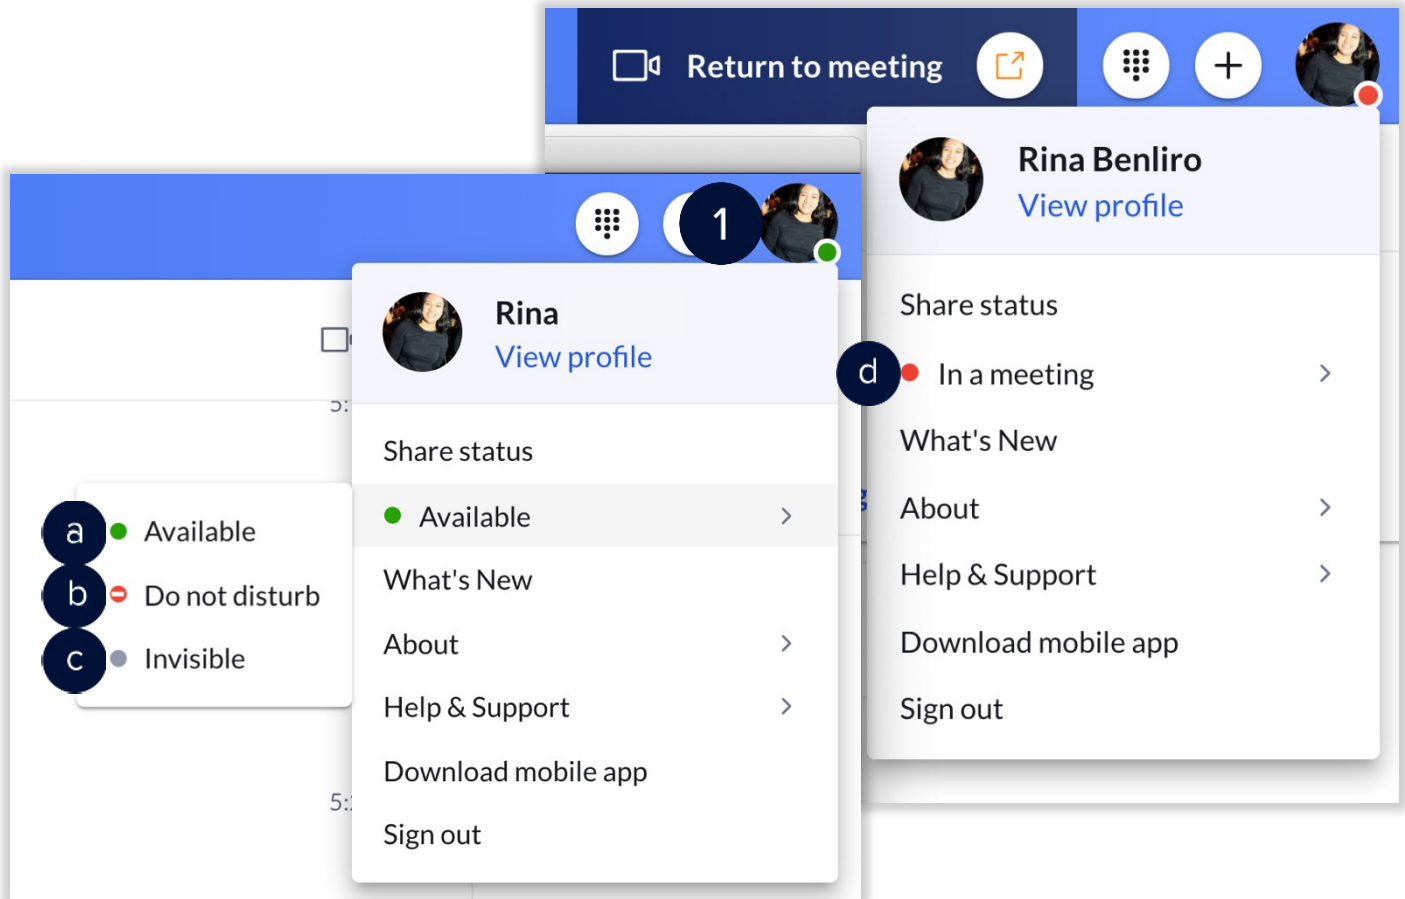 Return to meeting
Rina Benliro
View profile
Share status
d
In a meeting
What's New
About
Help & Support
Download mobile app
Sign out
1
Rina
View profile
Share status
Available
What's New
About
Help & Support
Download mobile app
Sign out
a Available
b Do not disturb
c Invisible